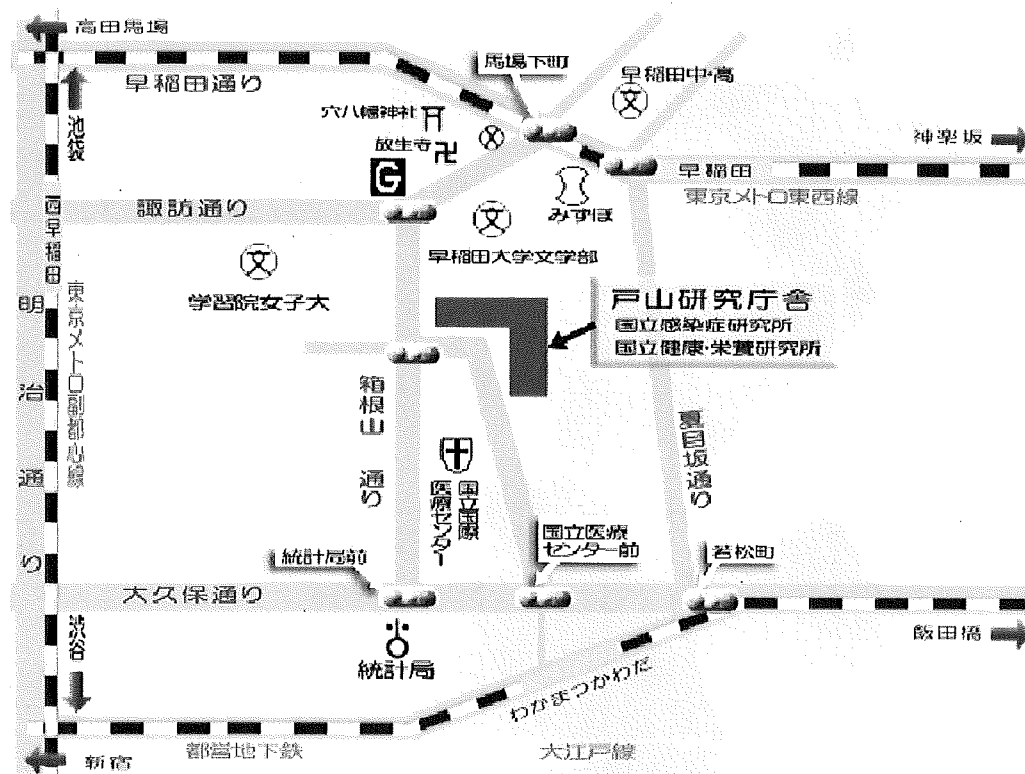 高田馬場
早稲田通り
池袋
馬場下町
早稲田中・高
穴八幡神社
放生寺
卍
G
文
文
文
文
神楽坂
早稲田
東京メトロ東西線
みずほ
諏訪通り
西早稲田
早稲田大学文学部
学習院女子大
戸山研究庁舎
国立感染症研究所
国立健康・栄養研究所
明治通り
東京メトロ副都心線
箱根山通り
夏目坂通り
国立国際
医療センター
国立医療
センター前
統計局前
若松町
大久保通り
渋谷
統計局
飯田橋
わかまつかわだ
都営地下鉄
大江戸線
新宿